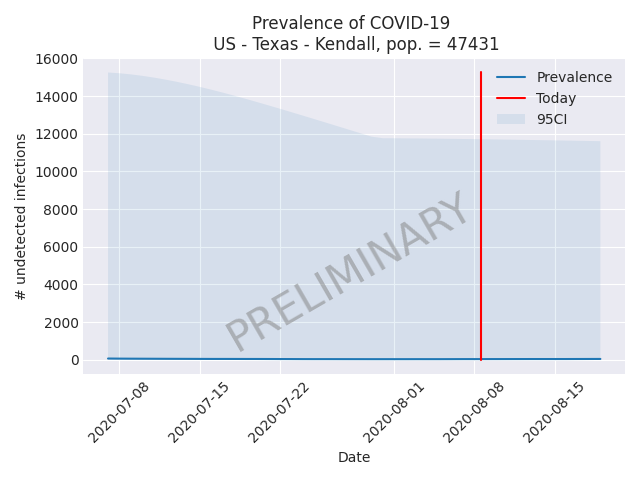 Prevalence of COVID-19
US - Texas - Kendall, pop. = 47431
16000
14000
12000
10000
8000
6000
4000
2000
0
# undetected infections
Prevalence
Today
95CI
PRELIMINARY
2020-07-08
2020-07-15
2020-07-22
2020-08-01
2020-08-08
2020-08-15
Date